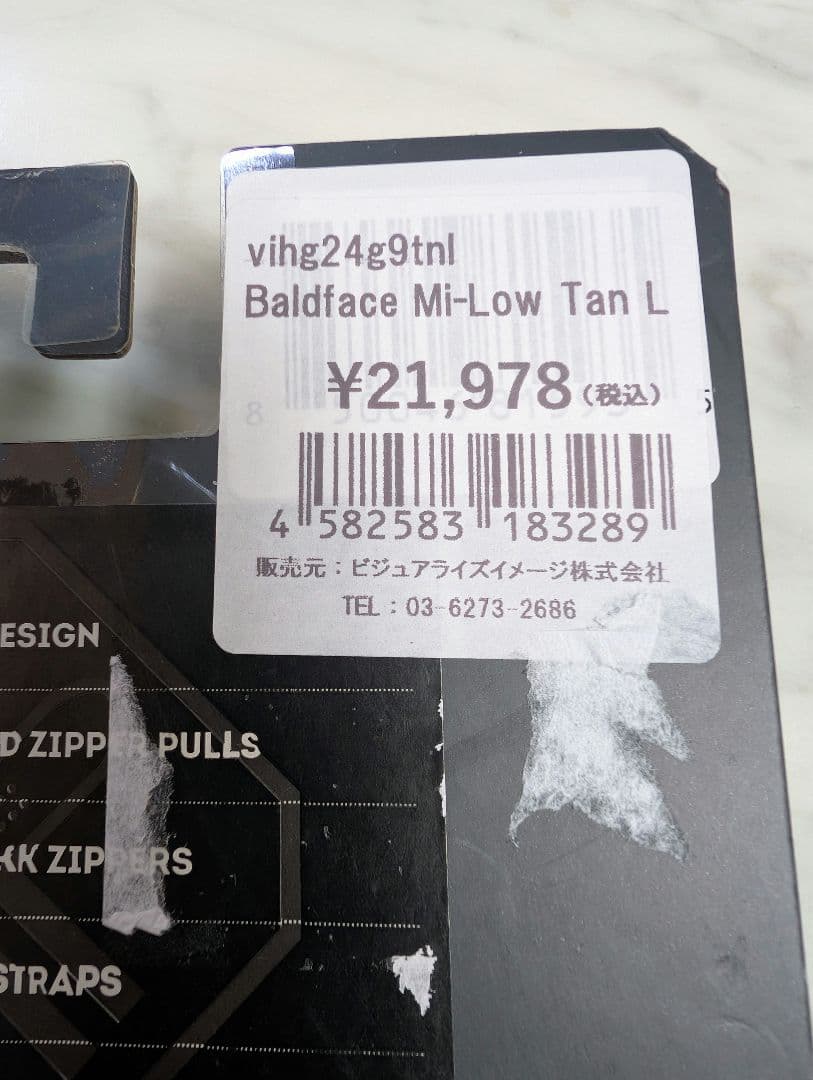 vihg24g9tnl
Baldface Mi-Low Tan L
¥21,978(税込)
4 582583 183289
販売元：ビジュアライズイメージ株式会社
TEL：03-6273-2686
ESIGN
D ZIPPER PULLS
KK ZIPPERS
STRAPS